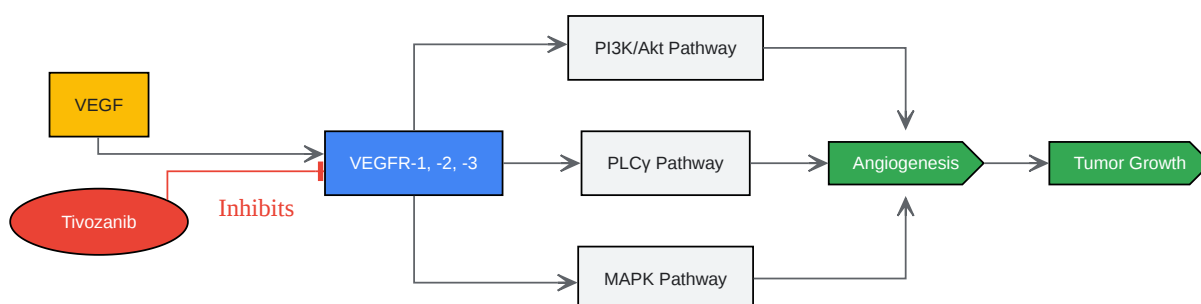 VEGF
Tivozanib
Inhibits
VEGFR-1, -2, -3
PI3K/Akt Pathway
PLCγ Pathway
MAPK Pathway
Angiogenesis
Tumor Growth